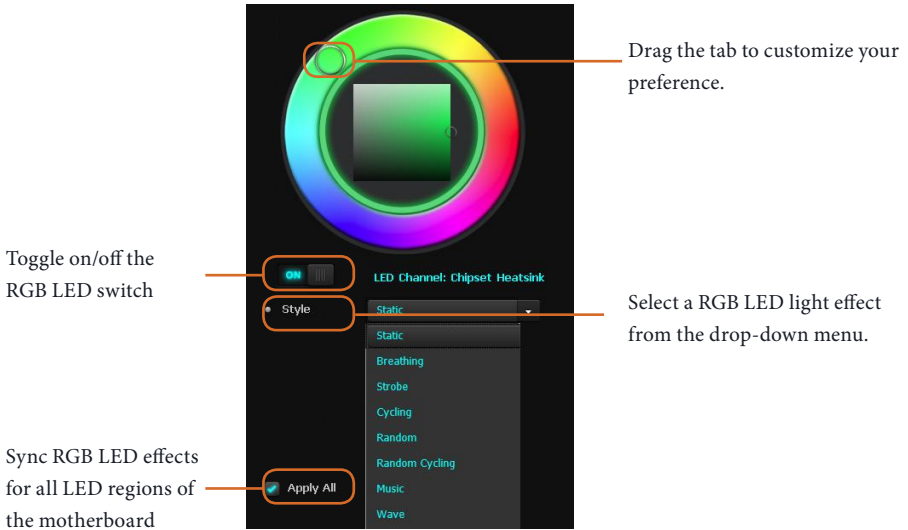 Drag the tab to customize your
preference.
Toggle on/off the
RGB LED switch
ON
LED Channel: Chipset Heatsink
Style
Static
Select a RGB LED light effect
from the drop-down menu.
Static
Breathing
Strobe
Cycling
Random
Random Cycling
Music
Wave
Sync RGB LED effects
for all LED regions of
the motherboard
Apply All